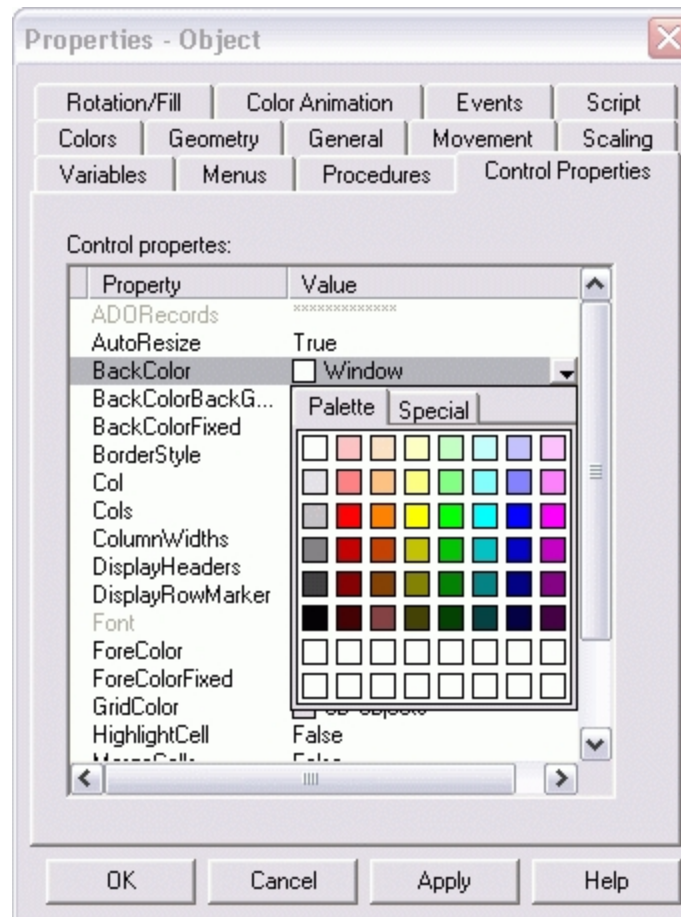 Properties - Object
Rotation/Fill Color Animation Events Script
Colors Geometry General Movement Scaling
Variables Menus Procedures Control Properties
Control propertes:
Property Value
ADORecords xxxxxxxxxxxxx
AutoResize True
BackColor Window
BackColorBackG...
Palette Special
BackColorFixed
BorderStyle
Col
Cols
ColumnWidths
DisplayHeaders
DisplayRowMarker
Font
ForeColor
ForeColorFixed
GridColor
HighlightCell False
OK Cancel Apply Help